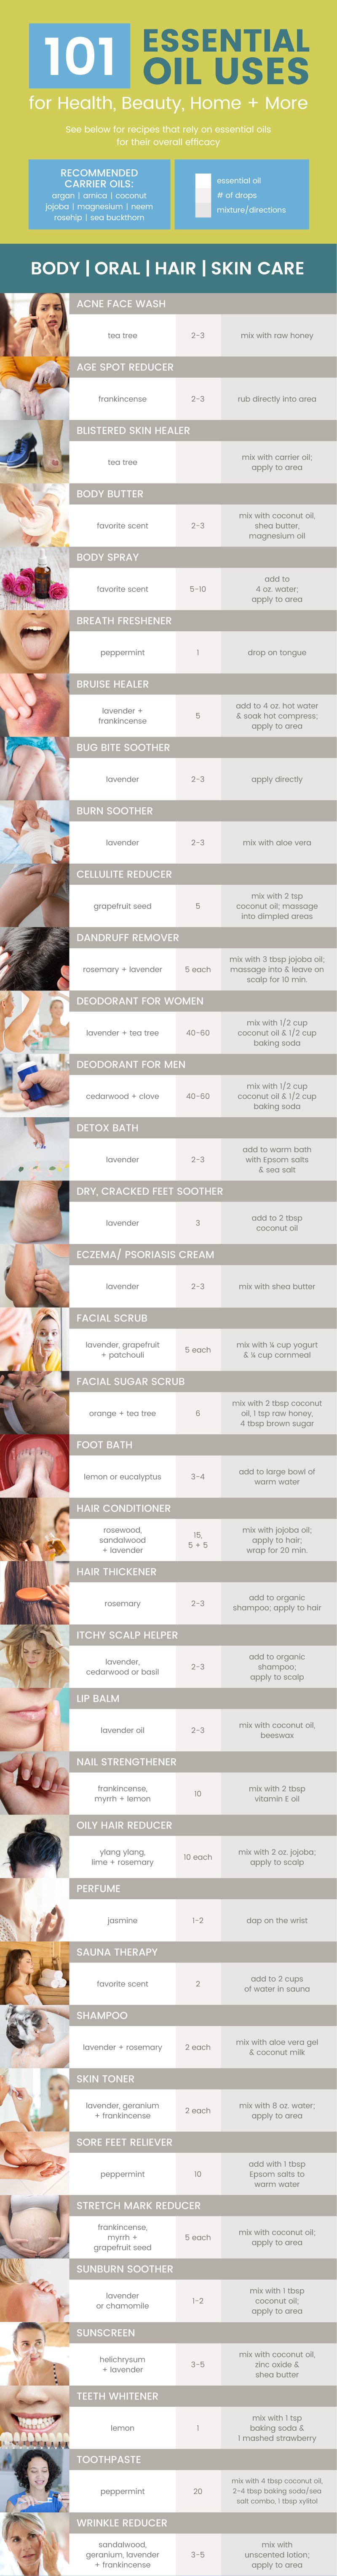 101 ESSENTIAL
OIL USES
for Health, Beauty, Home + More
See below for recipes that rely on essential oils
for their overall efficacy
RECOMMENDED
CARRIER OILS:
argan | arnica | coconut
jojoba | magnesium | neem
rosehip | sea buckthorn
essential oil
# of drops
mixture/directions
BODY | ORAL | HAIR | SKIN CARE
ACNE FACE WASH
tea tree 2-3 mix with raw honey
AGE SPOT REDUCER
frankincense 2-3 rub directly into area
BLISTERED SKIN HEALER
tea tree
mix with carrier oil;
apply to area
BODY BUTTER
favorite scent 2-3
mix with coconut oil,
shea butter,
magnesium oil
BODY SPRAY
favorite scent 5-10
add to
4 oz. water;
apply to area
BREATH FRESHENER
peppermint 1 drop on tongue
BRUISE HEALER
lavender +
frankincense
5
add to 4 oz. hot water
& soak hot compress;
apply to area
BUG BITE SOOTHER
lavender 2-3 apply directly
BURN SOOTHER
lavender 2-3 mix with aloe vera
CELLULITE REDUCER
grapefruit seed 5
mix with 2 tsp
coconut oil; massage
into dimpled areas
DANDRUFF REMOVER
rosemary + lavender 5 each
mix with 3 tbsp jojoba oil;
massage into & leave on
scalp for 10 min.
DEODORANT FOR WOMEN
lavender + tea tree 40-60
mix with 1/2 cup
coconut oil & 1/2 cup
baking soda
DEODORANT FOR MEN
cedarwood + clove 40-60
mix with 1/2 cup
coconut oil & 1/2 cup
baking soda
DETOX BATH
lavender 2-3
add to warm bath
with Epsom salts
& sea salt
DRY, CRACKED FEET SOOTHER
lavender 3
add to 2 tbsp
coconut oil
ECZEMA/ PSORIASIS CREAM
lavender 2-3 mix with shea butter
FACIAL SCRUB
lavender, grapefruit
+ patchouli
5 each
mix with ¼ cup yogurt
& ¼ cup cornmeal
FACIAL SUGAR SCRUB
orange + tea tree 6
mix with 2 tbsp coconut
oil, 1 tsp raw honey,
4 tbsp brown sugar
FOOT BATH
lemon or eucalyptus 3-4
add to large bowl of
warm water
HAIR CONDITIONER
rosewood,
sandalwood
+ lavender
15,
5 + 5
mix with jojoba oil;
apply to hair;
wrap for 20 min.
HAIR THICKENER
rosemary 2-3
add to organic
shampoo; apply to hair
ITCHY SCALP HELPER
lavender,
cedarwood or basil
2-3
add to organic
shampoo;
apply to scalp
LIP BALM
lavender oil 2-3
mix with coconut oil,
beeswax
NAIL STRENGTHENER
frankincense,
myrrh + lemon
10
mix with 2 tbsp
vitamin E oil
OILY HAIR REDUCER
ylang ylang,
lime + rosemary
10 each
mix with 2 oz. jojoba;
apply to scalp
PERFUME
jasmine 1-2 dap on the wrist
SAUNA THERAPY
favorite scent 2
add to 2 cups
of water in sauna
SHAMPOO
lavender + rosemary 2 each
mix with aloe vera gel
& coconut milk
SKIN TONER
lavender, geranium
+ frankincense
2 each
mix with 8 oz. water;
apply to area
SORE FEET RELIEVER
peppermint 10
add with 1 tbsp
Epsom salts to
warm water
STRETCH MARK REDUCER
frankincense,
myrrh +
grapefruit seed
5 each
mix with coconut oil;
apply to area
SUNBURN SOOTHER
lavender
or chamomile
1-2
mix with 1 tbsp
coconut oil;
apply to area
SUNSCREEN
helichrysum
+ lavender
3-5
mix with coconut oil,
zinc oxide &
shea butter
TEETH WHITENER
lemon 1
mix with 1 tsp
baking soda &
1 mashed strawberry
TOOTHPASTE
peppermint 20
mix with 4 tbsp coconut oil,
2-4 tbsp baking soda/sea
salt combo, 1 tbsp xylitol
WRINKLE REDUCER
sandalwood,
geranium, lavender
+ frankincense
3-5
mix with
unscented lotion;
apply to area